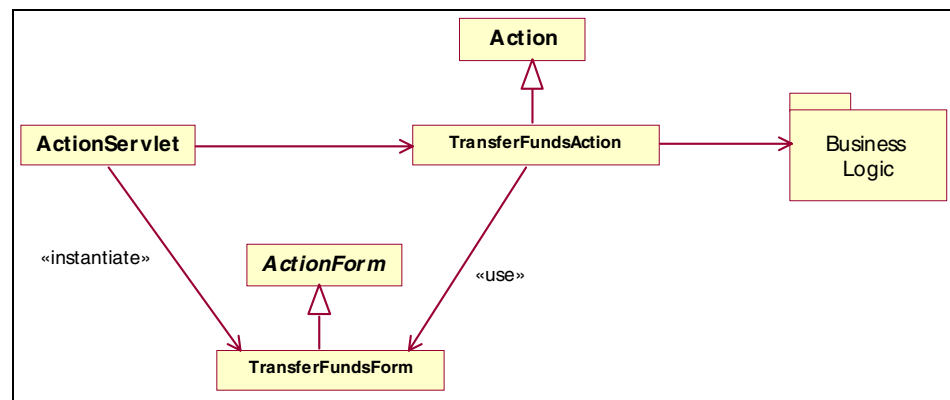 Action
ActionServlet
TransferFundsAction
Business
Logic
«instantiate»
ActionForm
«use»
TransferFundsForm